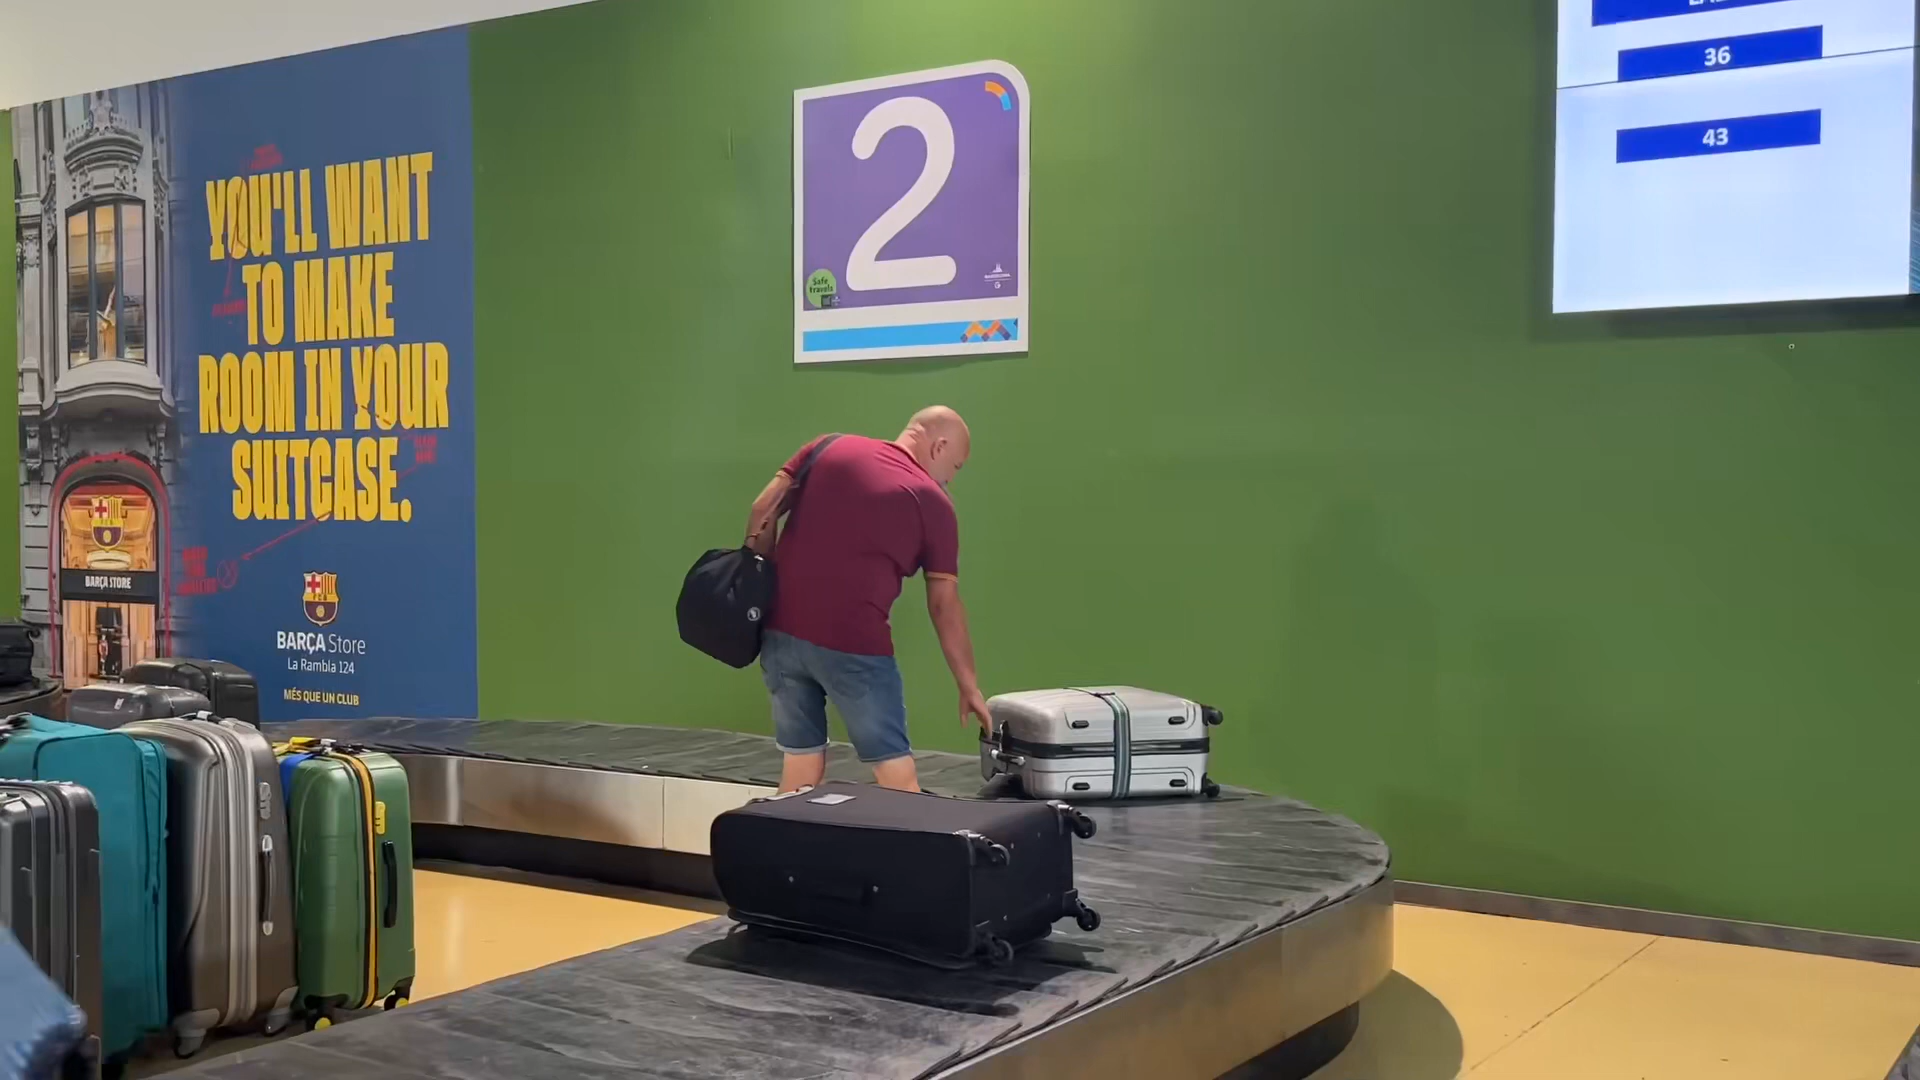 YOU'LL WANT
TO MAKE
ROOM IN YOUR
SUITCASE.
BARÇA STORE
BARÇA Store
La Rambla 124
MÉS QUE UN CLUB
2
Safe
travels
BARCELONA
36
43